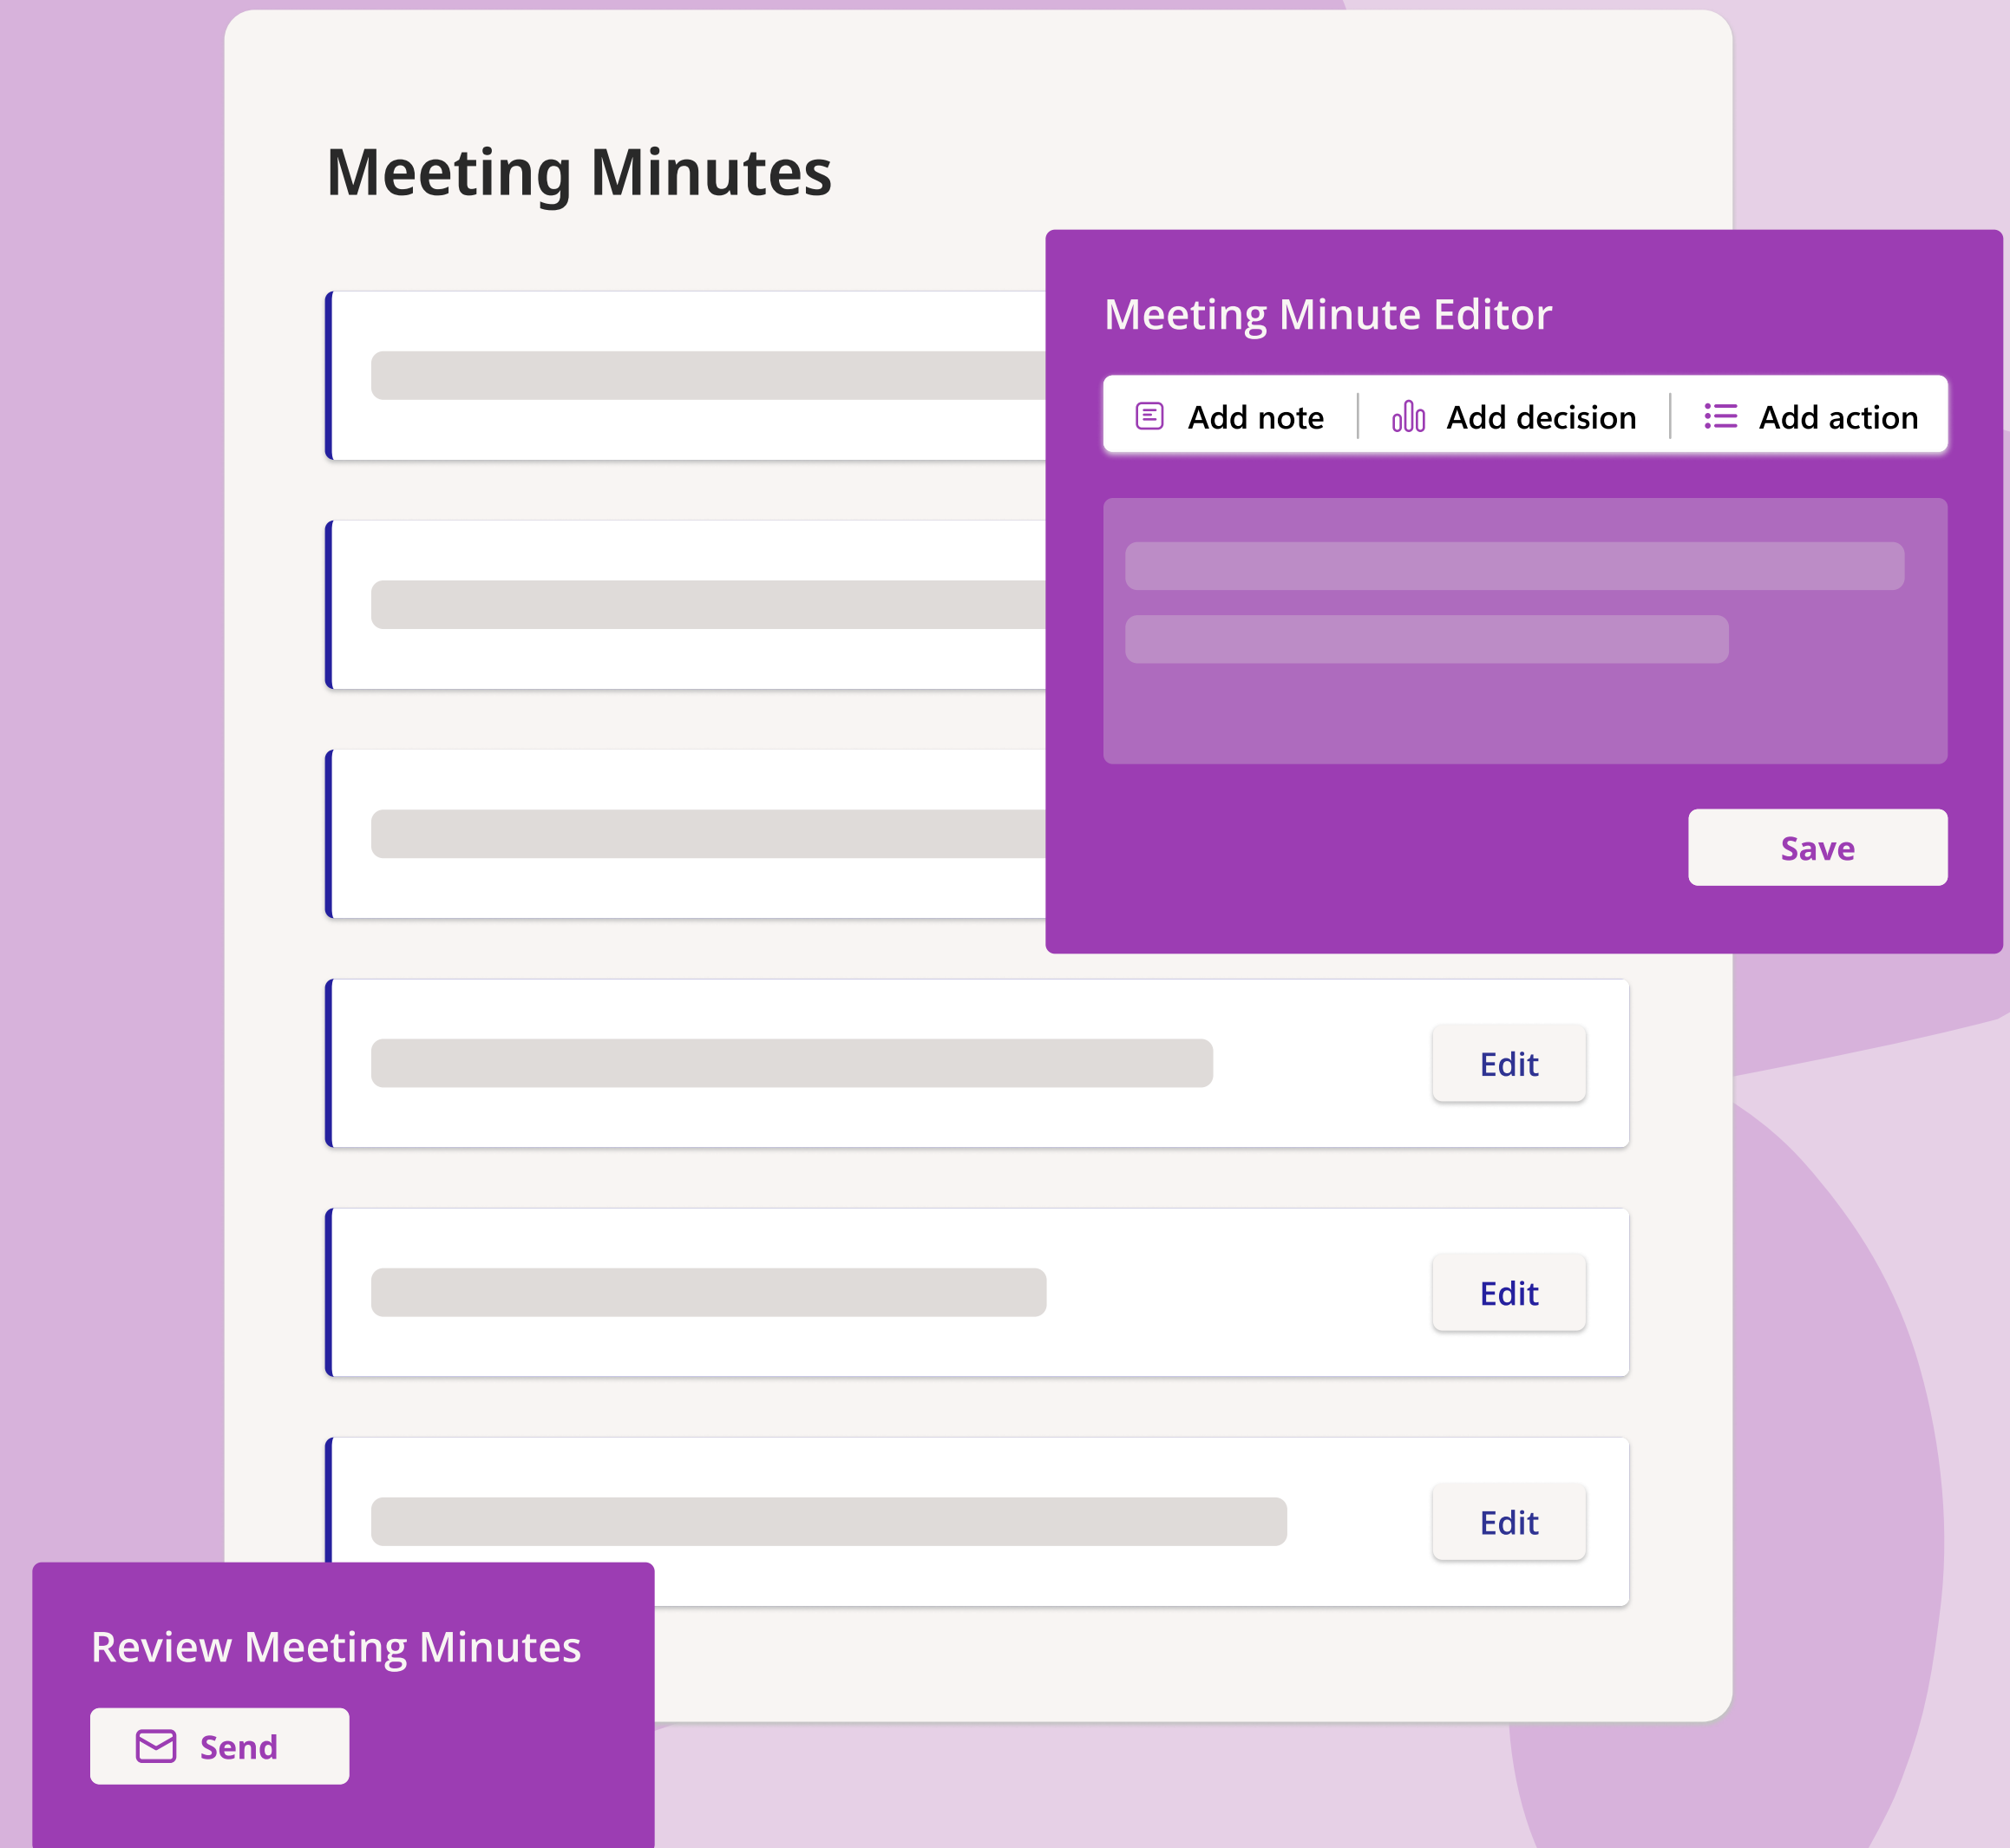 Meeting Minutes
Meeting Minute Editor
Add note
Add decision
Add action
Save
Edit
Edit
Edit
Review Meeting Minutes
Send